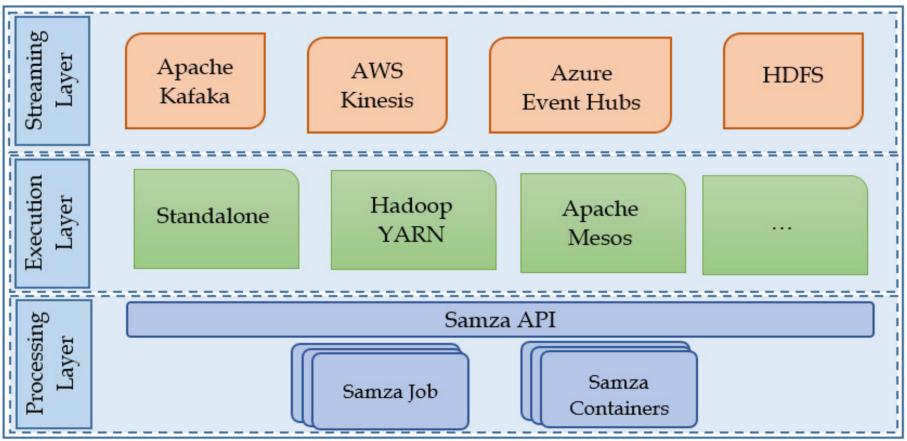 Streaming
Layer
Apache
Kafaka
AWS
Kinesis
Azure
Event Hubs
HDFS
Execution
Layer
Standalone
Hadoop
YARN
Apache
Mesos
...
Processing
Layer
Samza API
Samza Job
Samza
Containers